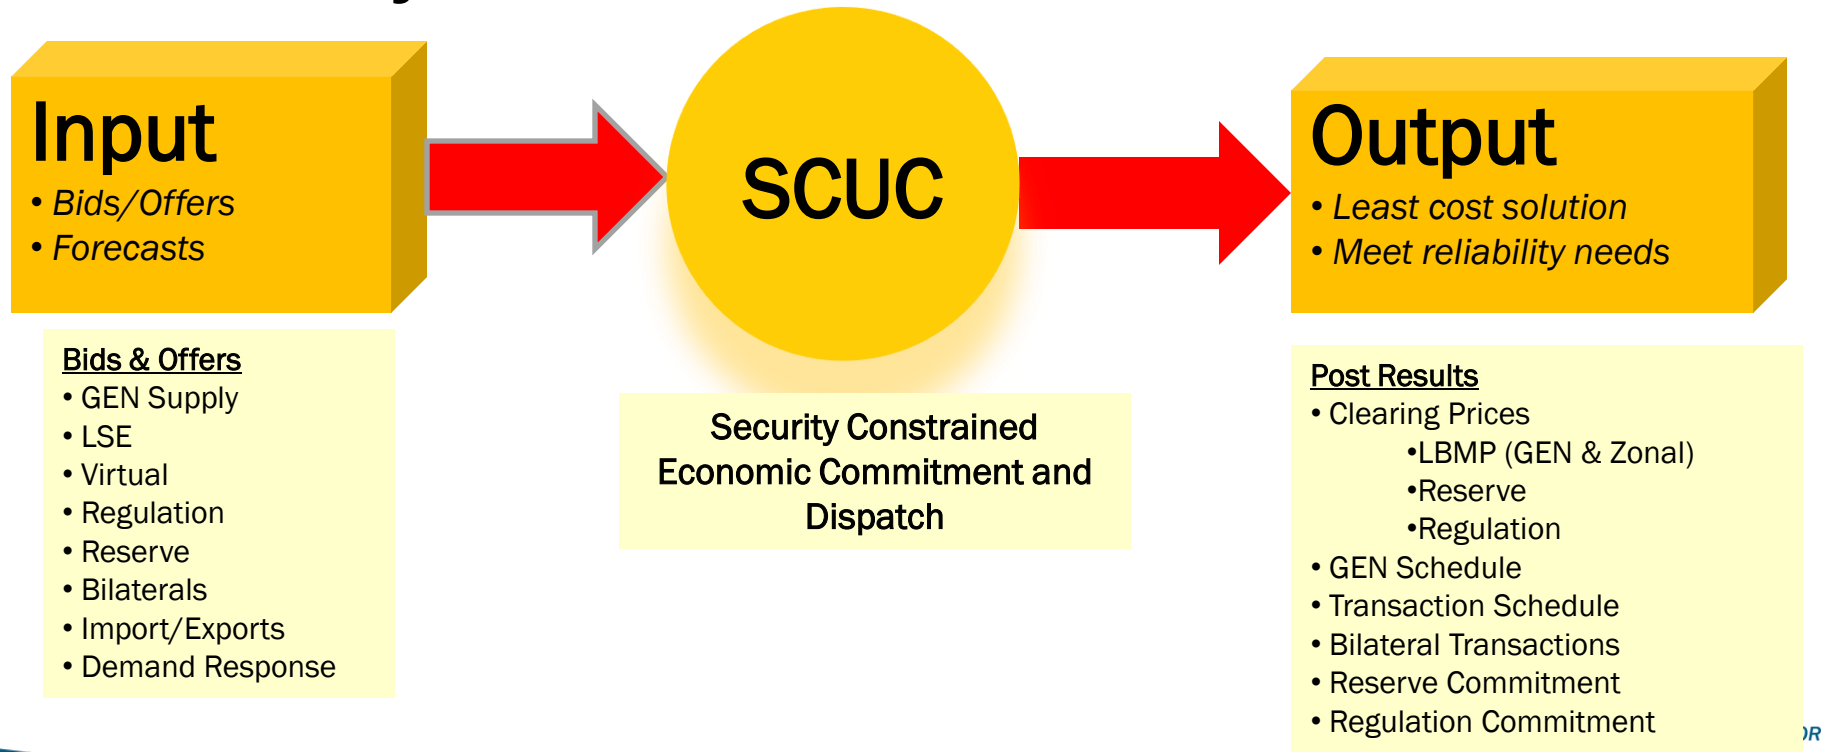 Input
• Bids/Offers
• Forecasts
SCUC
Output
• Least cost solution
• Meet reliability needs
Bids & Offers
• GEN Supply
• LSE
• Virtual
• Regulation
• Reserve
• Bilaterals
• Import/Exports
• Demand Response
Security Constrained
Economic Commitment and
Dispatch
Post Results
• Clearing Prices
•LBMP (GEN & Zonal)
•Reserve
•Regulation
• GEN Schedule
• Transaction Schedule
• Bilateral Transactions
• Reserve Commitment
• Regulation Commitment